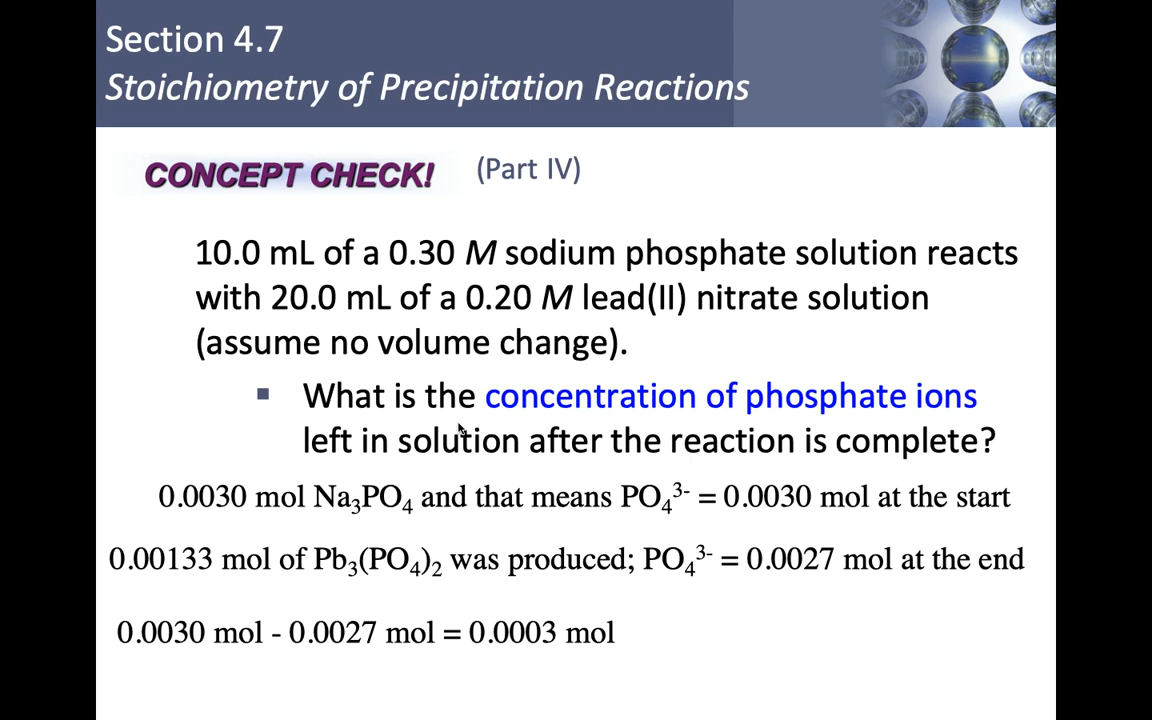 Section 4.7
Stoichiometry of Precipitation Reactions
CONCEPT CHECK!
(Part IV)
10.0 mL of a 0.30 M sodium phosphate solution reacts
with 20.0 mL of a 0.20 M lead(II) nitrate solution
(assume no volume change).
▪ What is the concentration of phosphate ions
left in solution after the reaction is complete?
0.0030 mol Na₃PO₄ and that means PO₄³⁻ = 0.0030 mol at the start
0.00133 mol of Pb₃(PO₄)₂ was produced; PO₄³⁻ = 0.0027 mol at the end
0.0030 mol - 0.0027 mol = 0.0003 mol